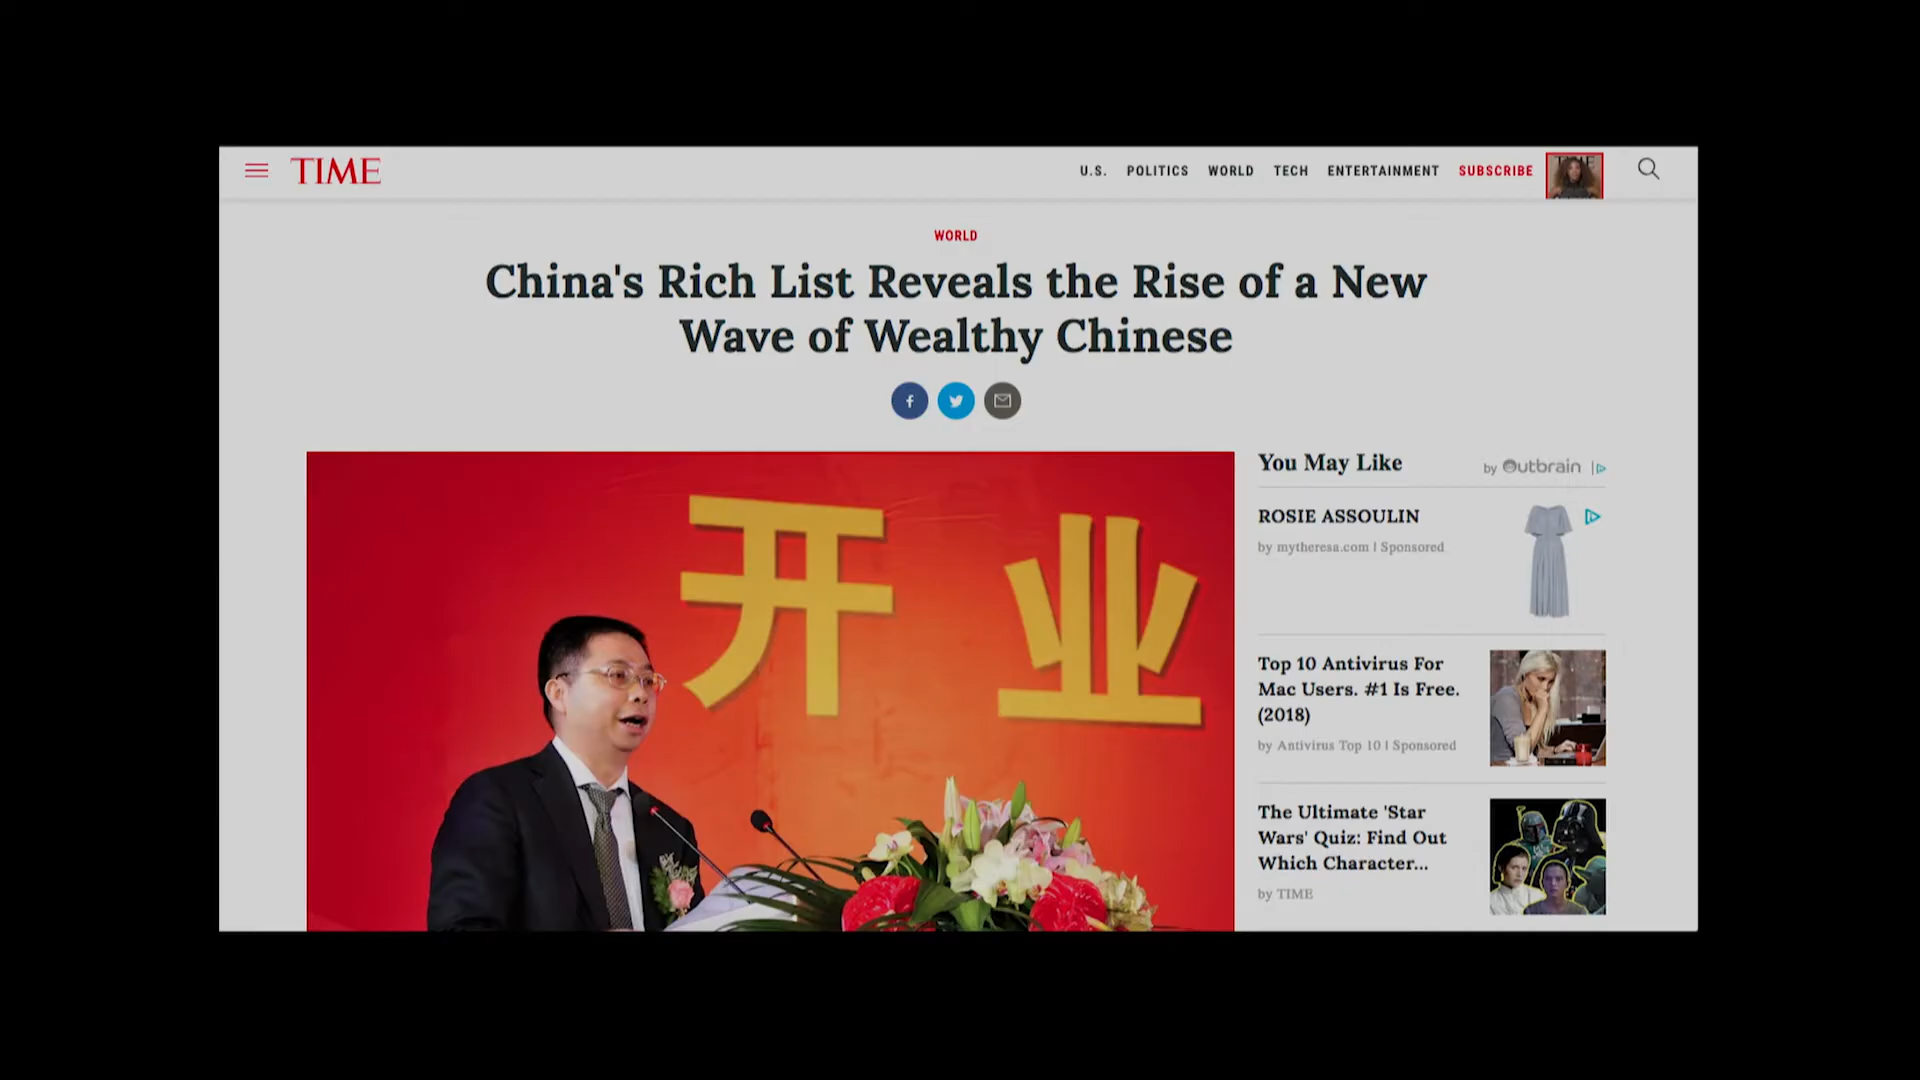 TIME
U.S. POLITICS WORLD TECH ENTERTAINMENT SUBSCRIBE
WORLD
China's Rich List Reveals the Rise of a New
Wave of Wealthy Chinese
开业
You May Like
by Outbrain
ROSIE ASSOULIN
by mytheresa.com | Sponsored
Top 10 Antivirus For
Mac Users. #1 Is Free.
(2018)
by Antivirus Top 10 | Sponsored
The Ultimate 'Star
Wars' Quiz: Find Out
Which Character...
by TIME